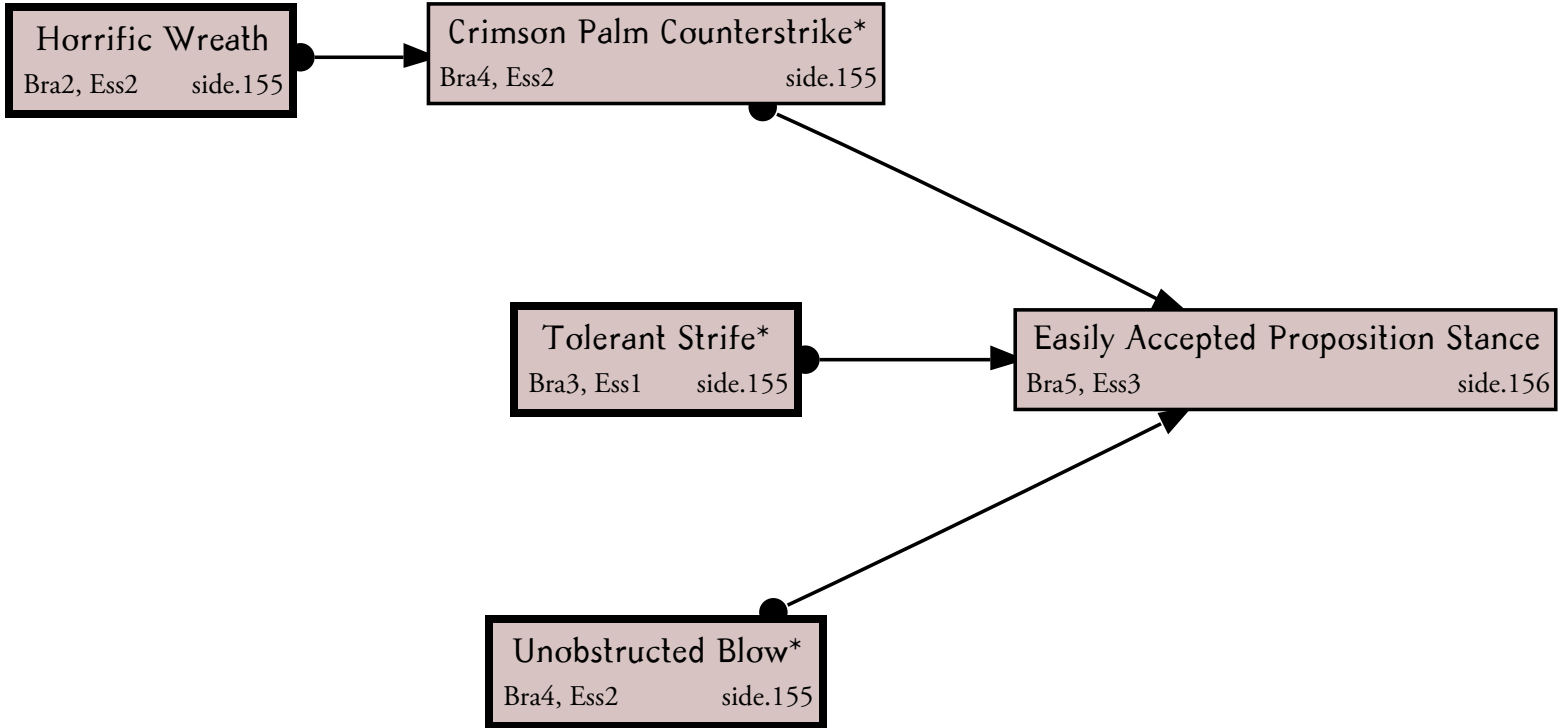 Horrific Wreath
Bra2, Ess2 side.155
Crimson Palm Counterstrike*
Bra4, Ess2 side.155
Tolerant Strife*
Bra3, Ess1 side.155
Easily Accepted Proposition Stance
Bra5, Ess3 side.156
Unobstructed Blow*
Bra4, Ess2 side.155